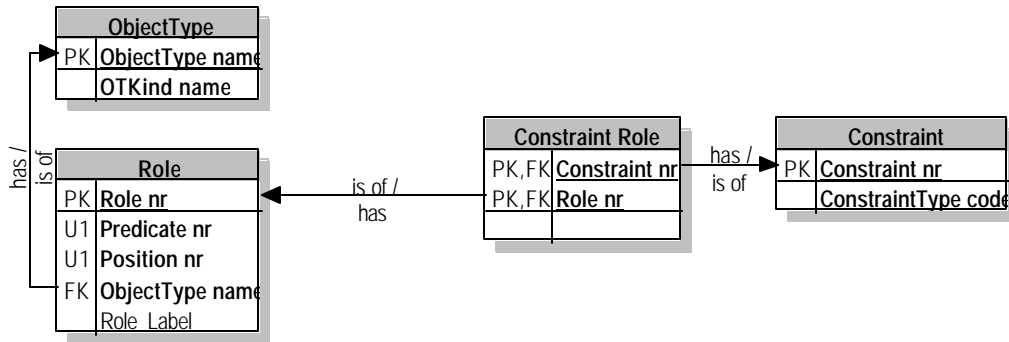 ObjectType
PK ObjectType name
OTKind name
has /
is of
Role
PK Role nr
U1 Predicate nr
U1 Position nr
FK ObjectType name
Role Label
is of /
has
Constraint Role
PK,FK Constraint nr
PK,FK Role nr
has /
is of
Constraint
PK Constraint nr
ConstraintType code